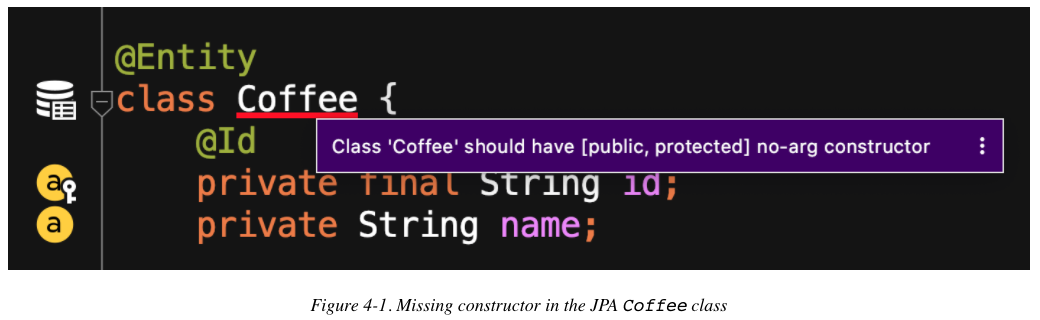 @Entity
class Coffee {
@Id
Class 'Coffee' should have [public, protected] no-arg constructor
a private final String id;
a private String name;
Figure 4-1. Missing constructor in the JPA Coffee class